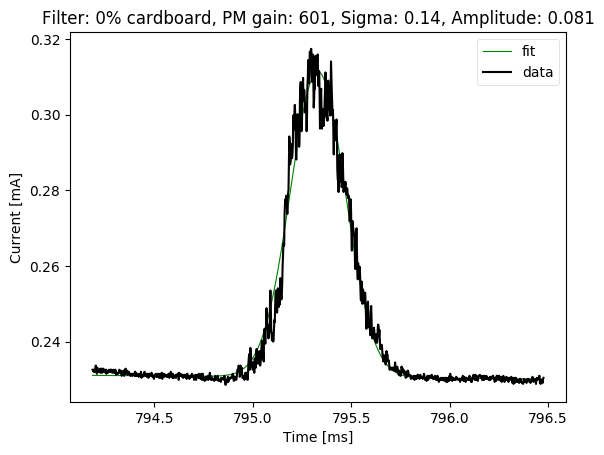 Filter: 0% cardboard, PM gain: 601, Sigma: 0.14, Amplitude: 0.081
fit
data
0.32
0.30
0.28
0.26
0.24
Current [mA]
794.5
795.0
795.5
796.0
796.5
Time [ms]